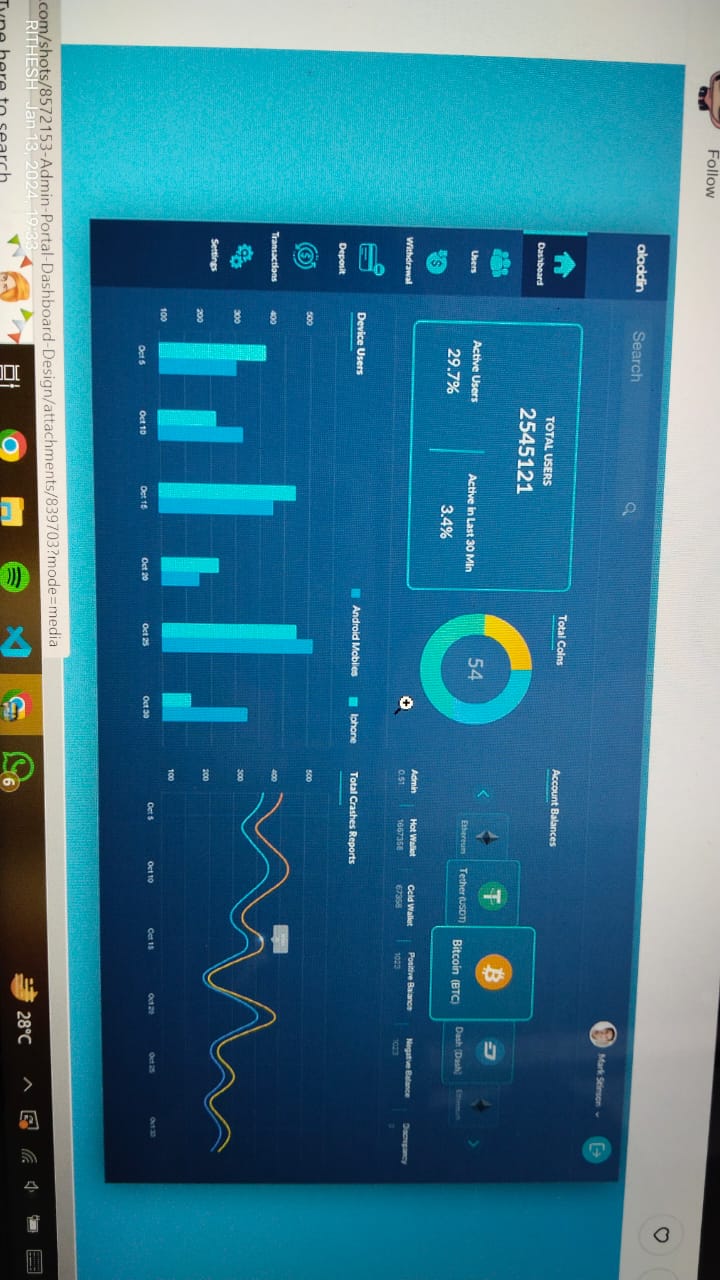 Follow
aladdin
Search
Mark Stinson
Dashboard
Users
Withdrawal
Deposit
Transactions
Settings
TOTAL USERS
2545121
Active Users
29.7%
Active in Last 30 Min
3.4%
Total Coins
54
Account Balances
Ethereum
Tether (USDT)
Bitcoin (BTC)
Dash (Dash)
Ethereum
Admin
0.51
Hot Wallet
1667358
Cold Wallet
67358
Positive Balance
1023
Negative Balance
1023
Discrepancy
0
Device Users
Android Mobiles
Iphone
500
400
300
200
100
Oct 5
Oct 10
Oct 15
Oct 20
Oct 25
Oct 30
Total Crashes Reports
500
400
300
200
100
Oct 5
Oct 10
Oct 15
Oct 20
Oct 25
Oct 30
.com/shots/8572153-Admin-Portal-Dashboard-Design/attachments/839703?mode=media
RITHESH Jan 13, 2024, 19:33
Type here to search
6
28°C